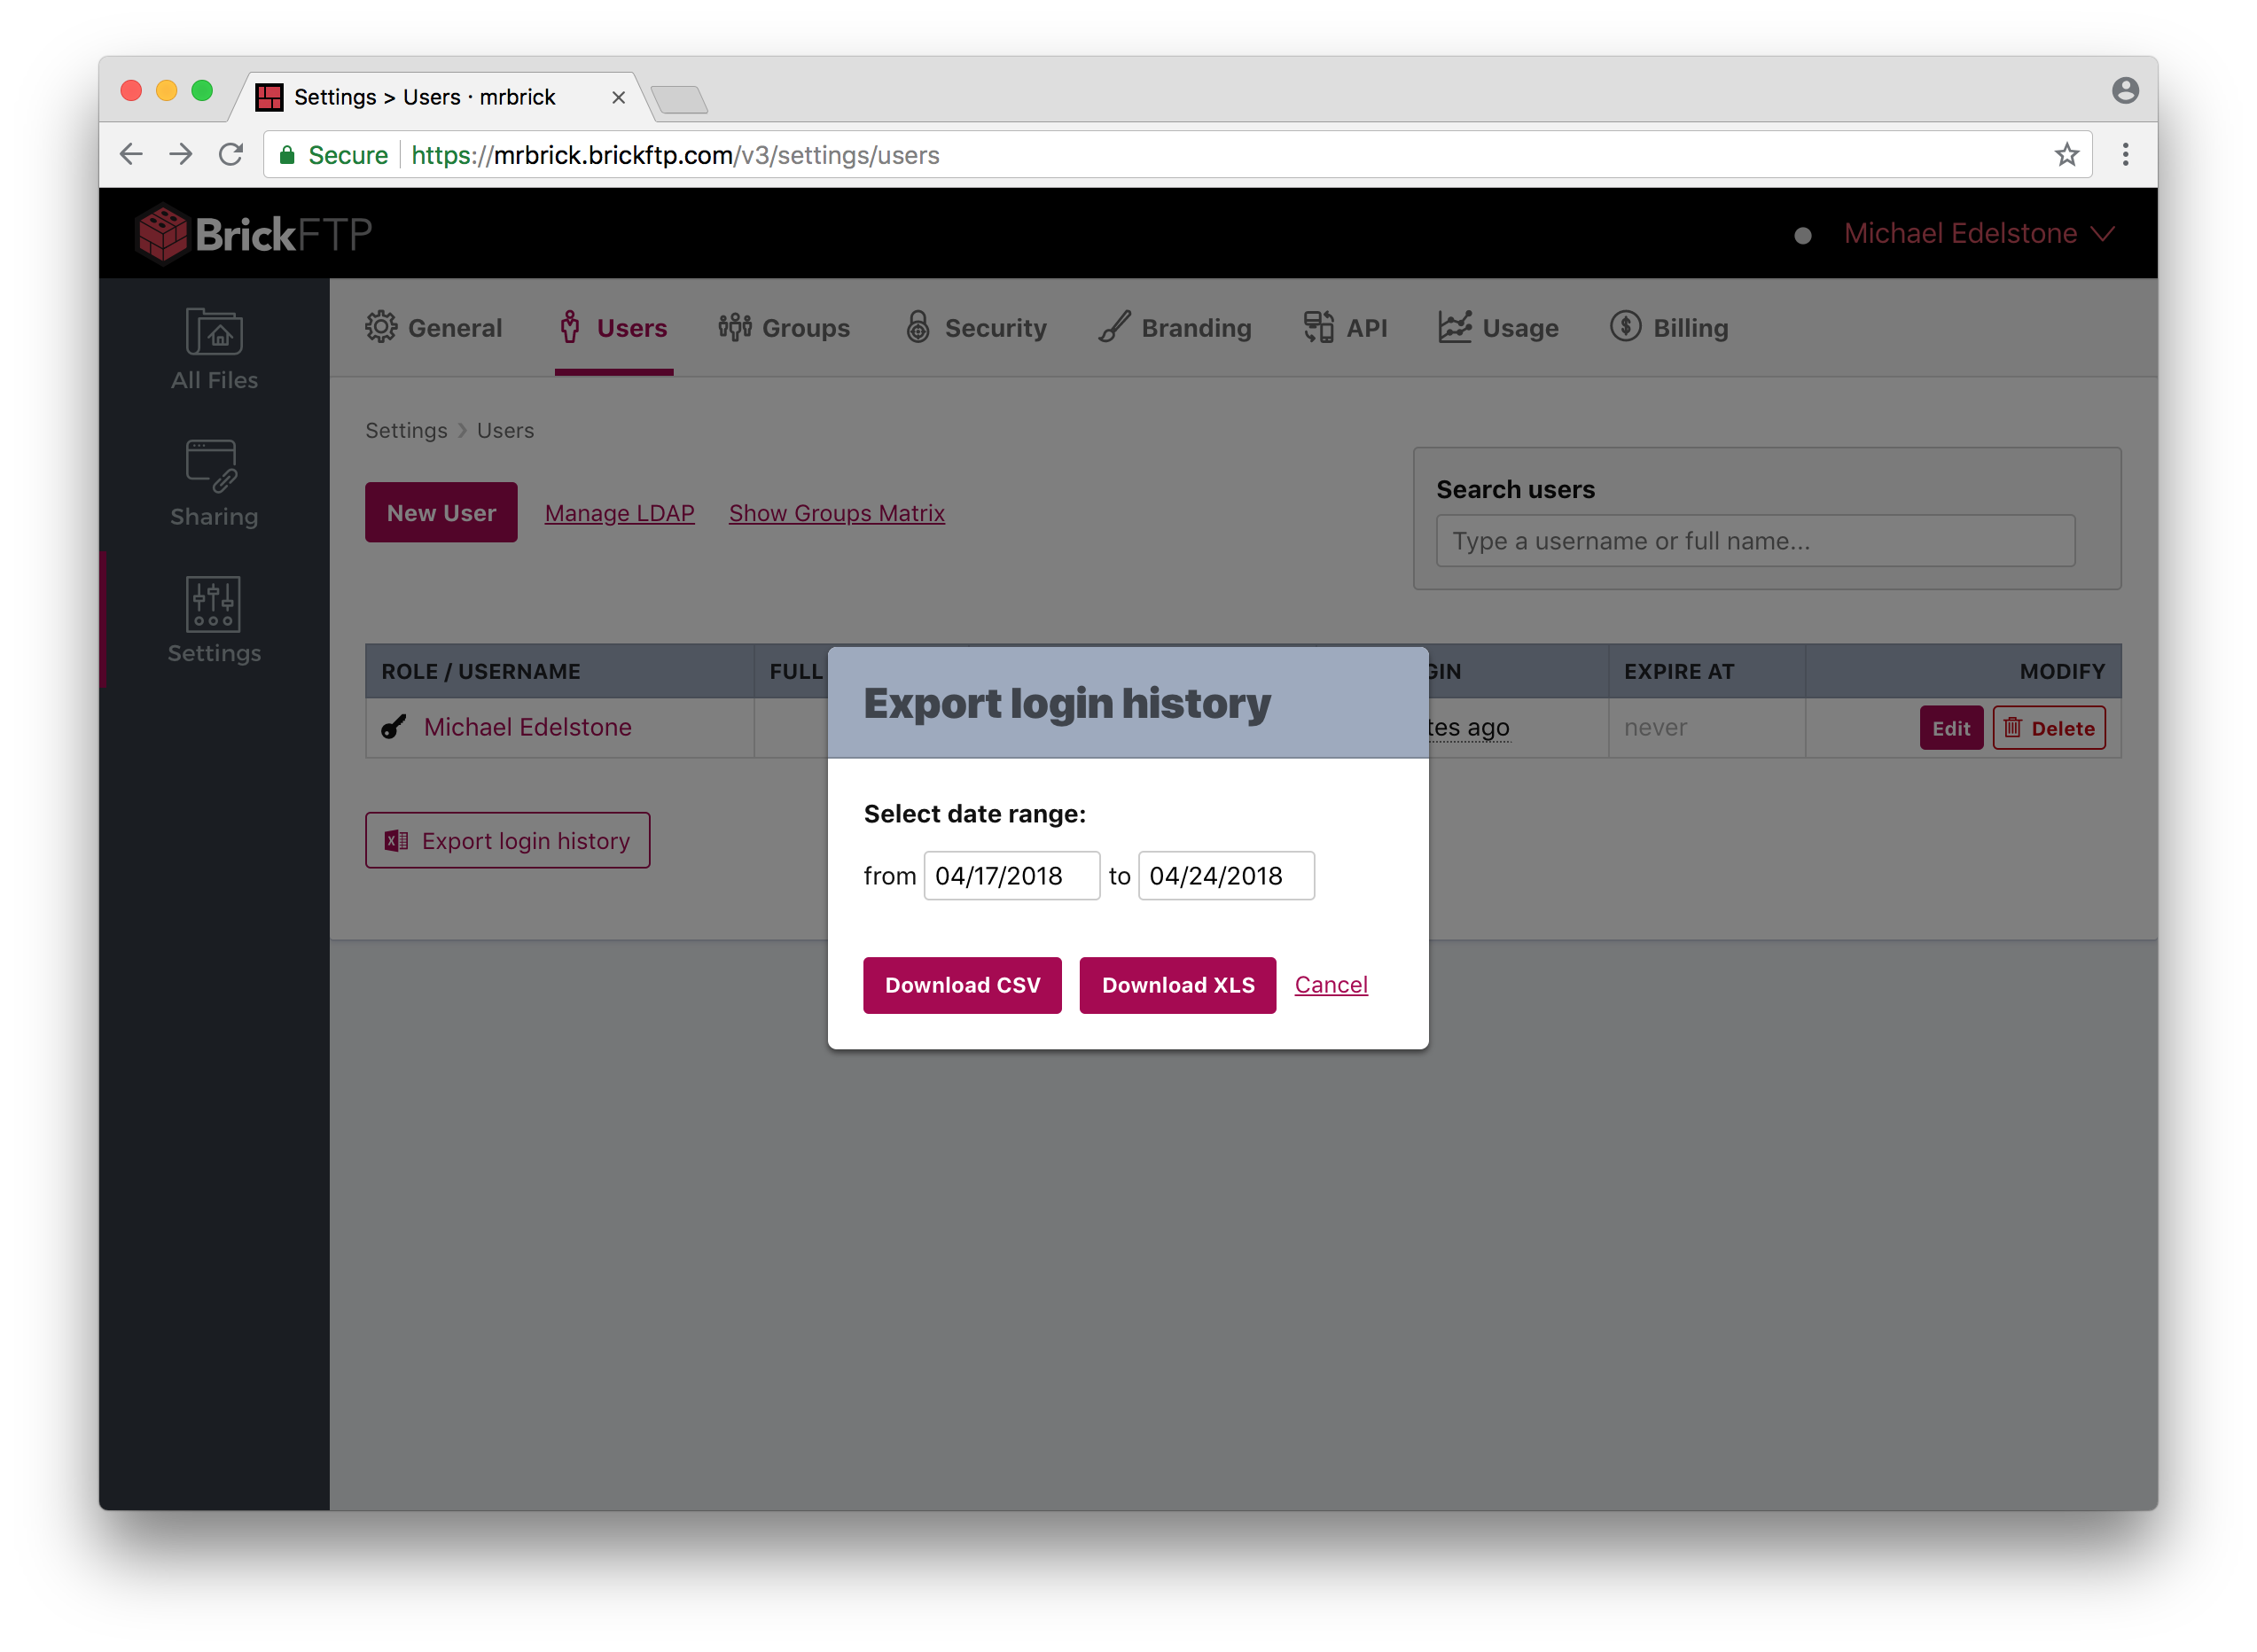 Settings > Users · mrbrick
Secure https://mrbrick.brickftp.com/v3/settings/users
BrickFTP
Michael Edelstone
All Files
Sharing
Settings
General Users Groups Security Branding API Usage Billing
Settings > Users
New User Manage LDAP Show Groups Matrix
Search users
Type a username or full name...
ROLE / USERNAME FULL EXPIRE AT MODIFY
Michael Edelstone ago never Edit Delete
Export login history
Export login history
Select date range:
from 04/17/2018 to 04/24/2018
Download CSV Download XLS Cancel